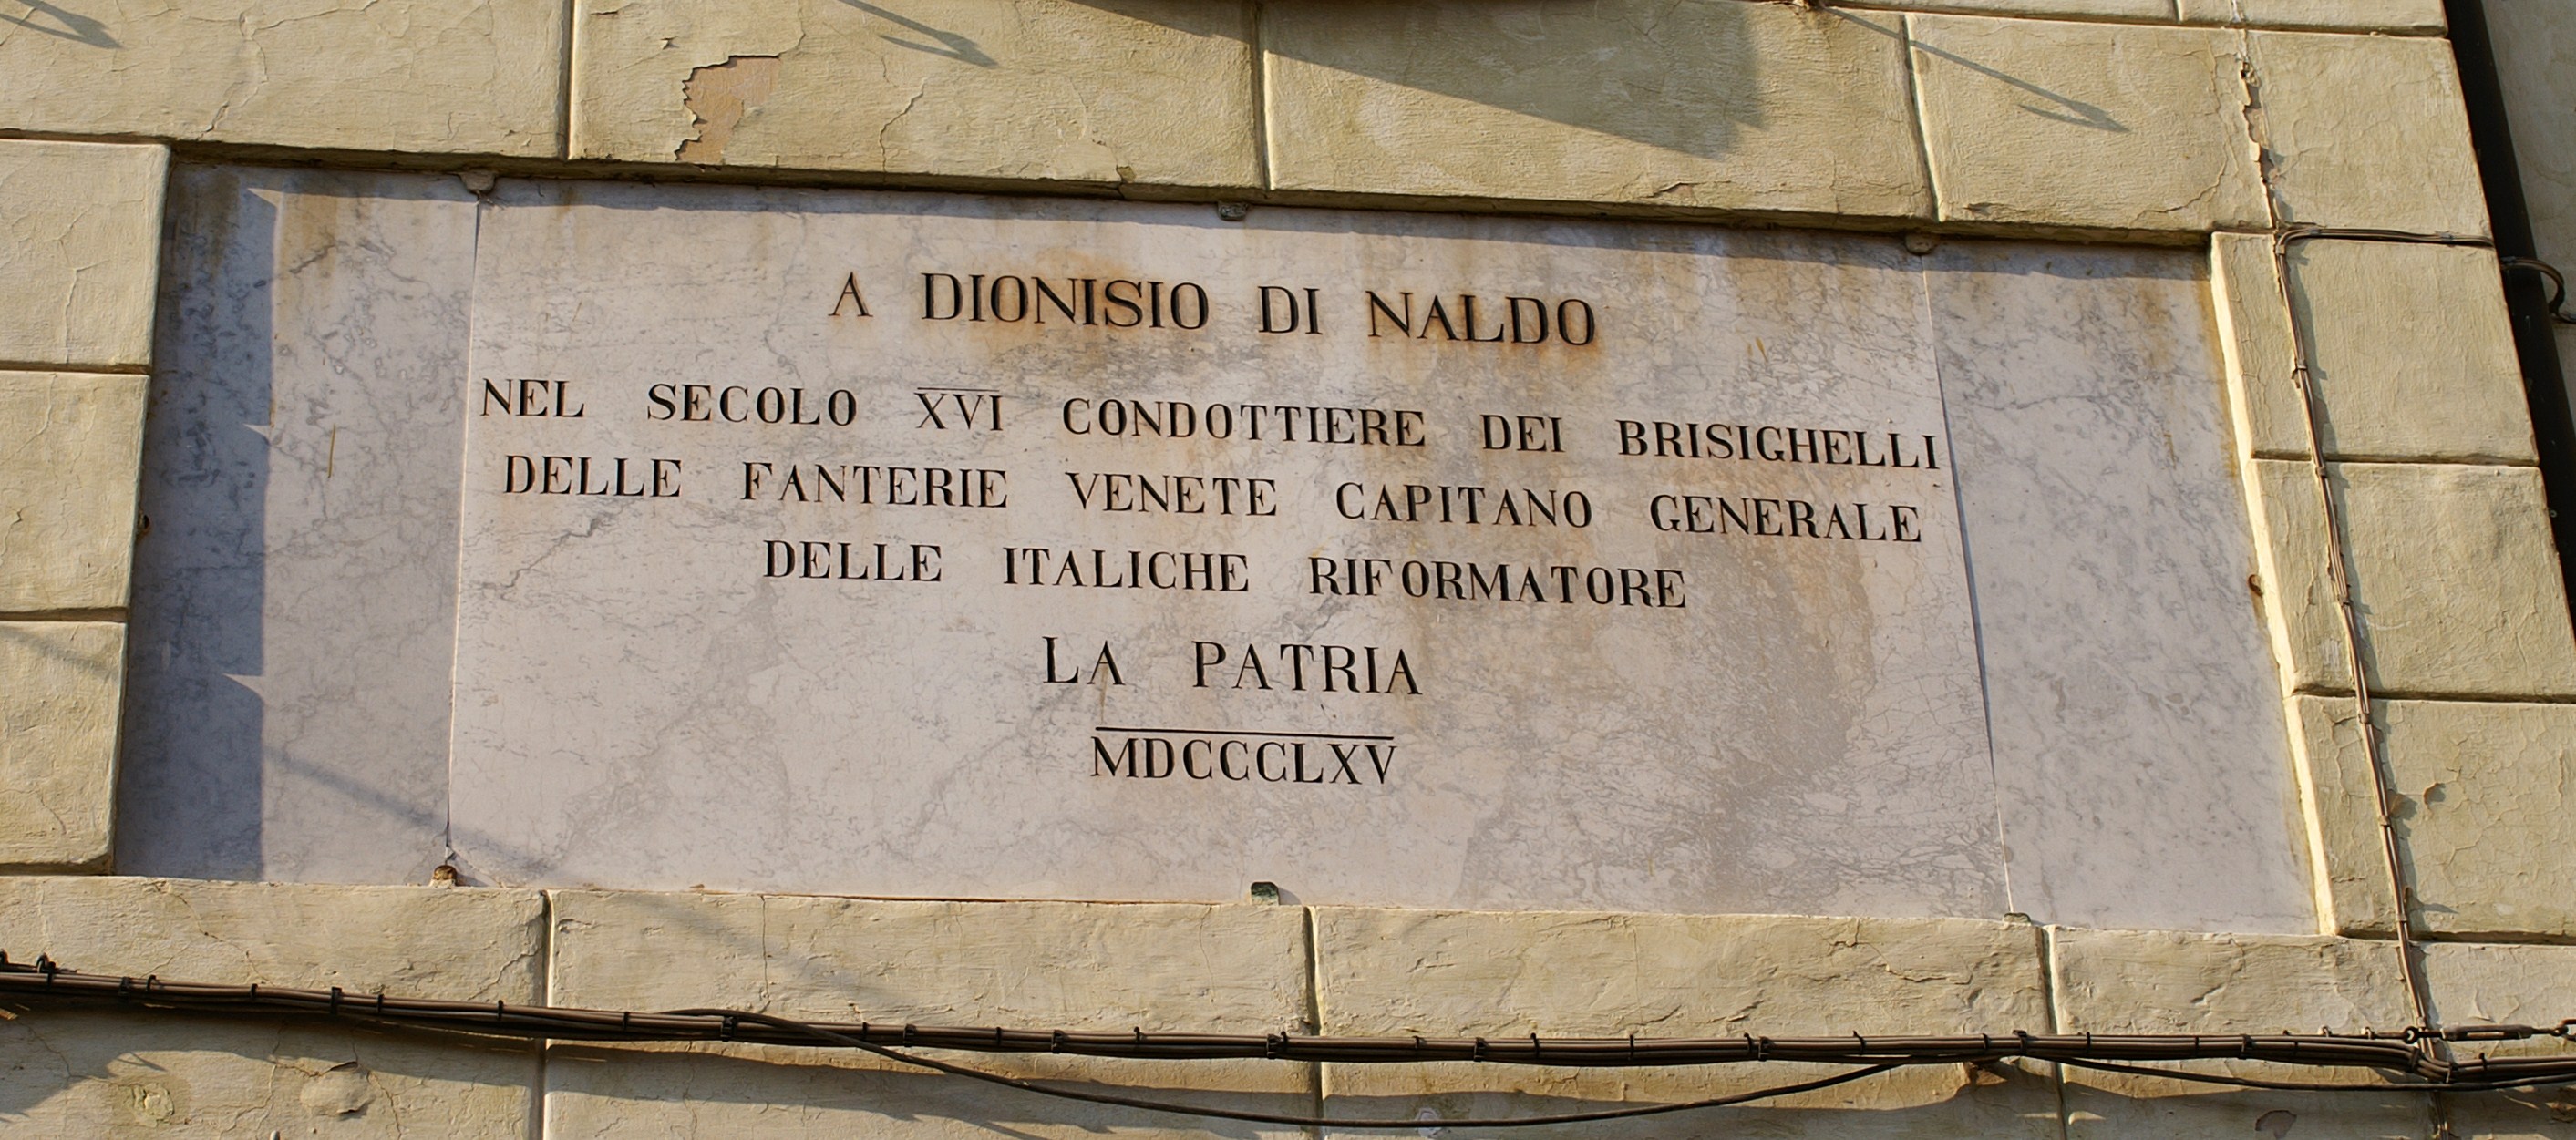 A DIONISIO DI NALDO
NEL SECOLO XVI CONDOTTIERE DEI BRISIGHELLI
DELLE FANTERIE VENETE CAPITANO GENERALE
DELLE ITALICHE RIFORMATORE
LA PATRIA
MDCCCLXV